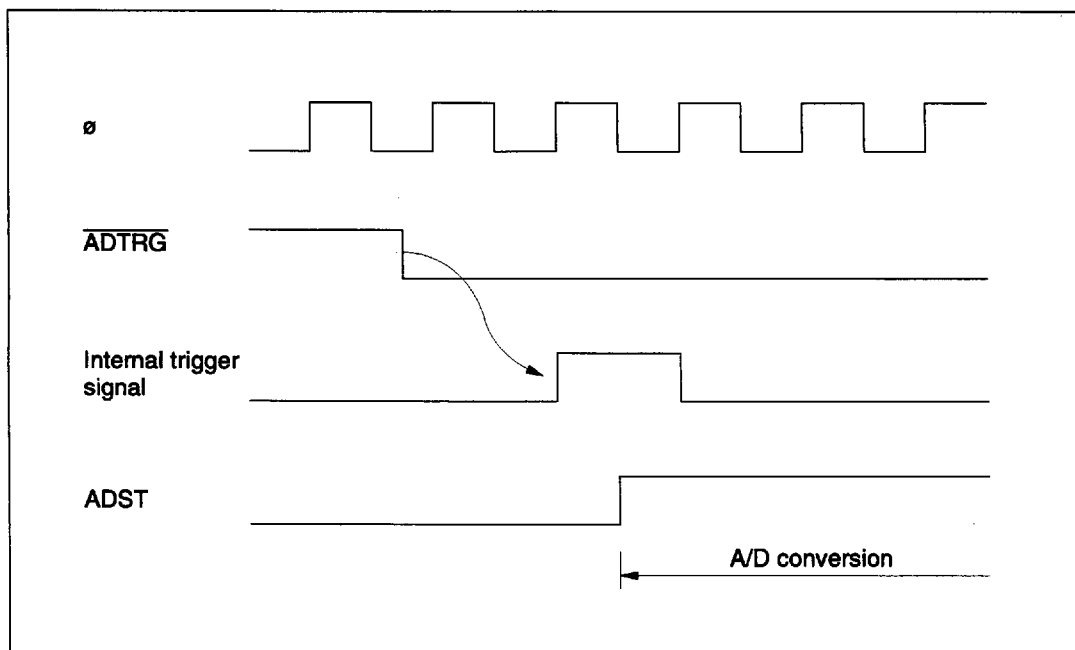 ø
ADTRG
Internal trigger
signal
ADST
A/D conversion